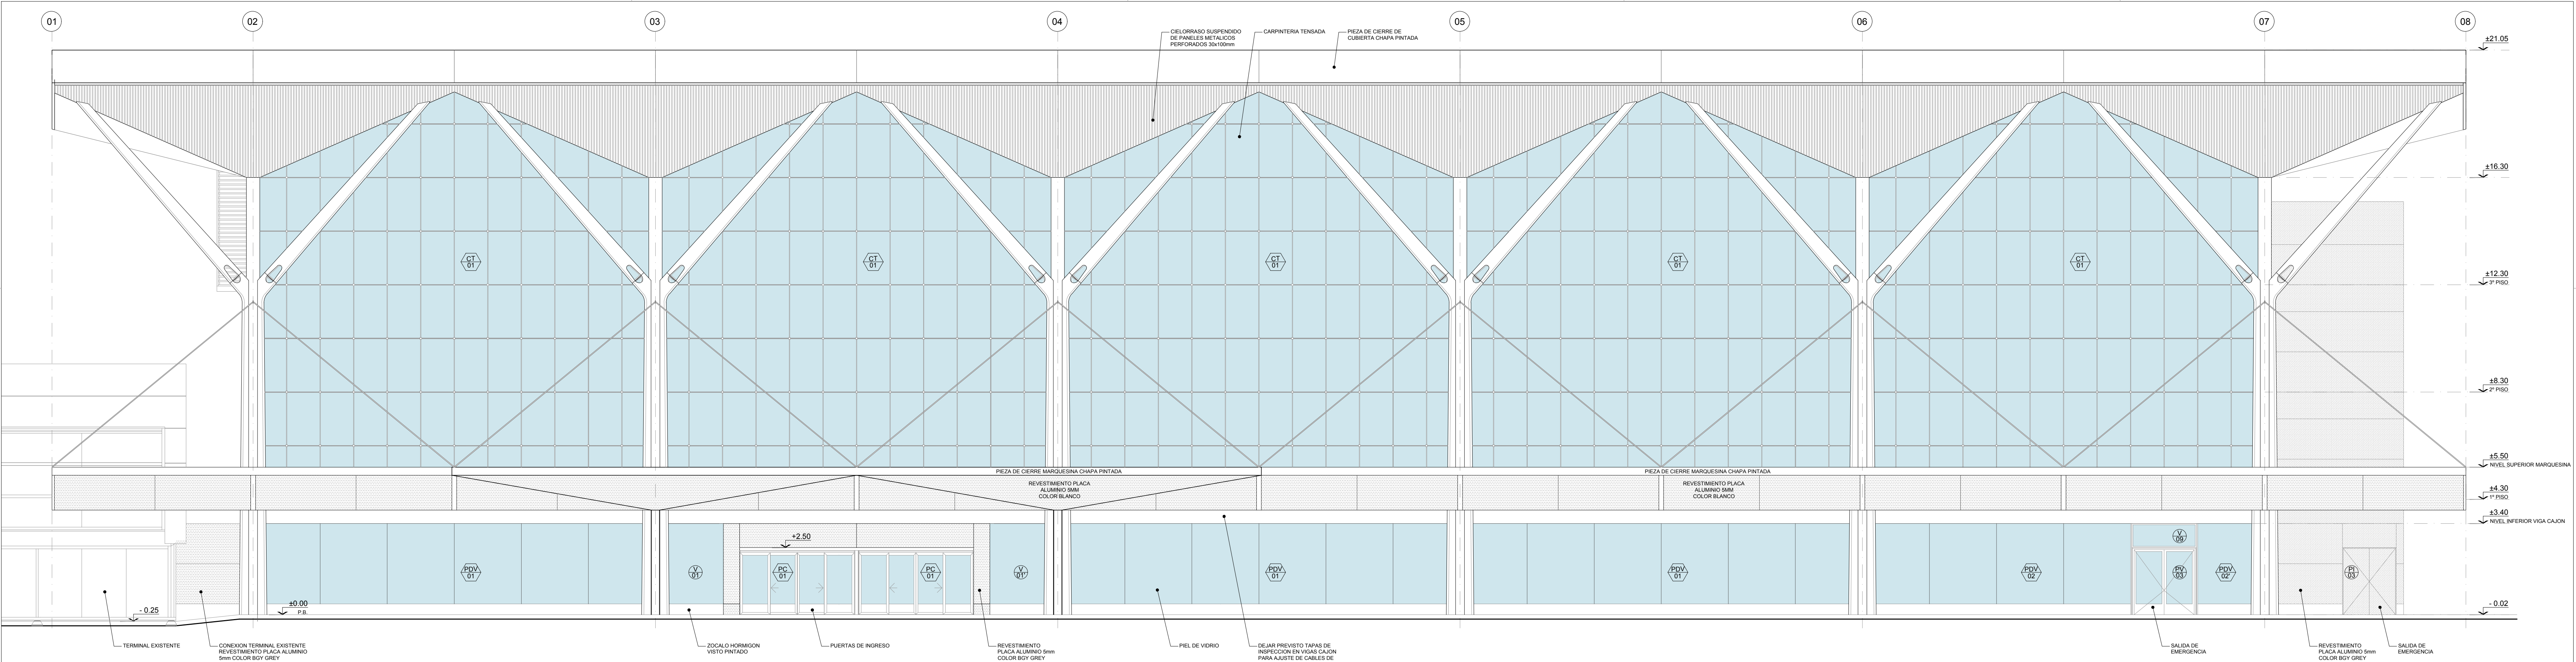 01
02
03
04
05
06
07
08
CIELORRASO SUSPENDIDO
DE PANELES METALICOS
PERFORADOS 30x100mm
CARPINTERIA TENSADA
PIEZA DE CIERRE DE
CUBIERTA CHAPA PINTADA
±21.05
±16.30
CT
01
CT
01
CT
01
CT
01
CT
01
±12.30
3º PISO
±8.30
2º PISO
±5.50
NIVEL SUPERIOR MARQUESINA
PIEZA DE CIERRE MARQUESINA CHAPA PINTADA
PIEZA DE CIERRE MARQUESINA CHAPA PINTADA
REVESTIMIENTO PLACA
ALUMINIO 5MM
COLOR BLANCO
REVESTIMIENTO PLACA
ALUMINIO 5MM
COLOR BLANCO
±4.30
1º PISO
±3.40
NIVEL INFERIOR VIGA CAJON
+2.50
V
09
PDV
01
V
01
PC
01
PC
01
V
01'
PDV
01
PDV
01
PDV
02
PV
03
PDV
02'
PI
03
- 0.25
±0.00
P.B.
- 0.02
TERMINAL EXISTENTE
CONEXION TERMINAL EXISTENTE
REVESTIMIENTO PLACA ALUMINIO
5mm COLOR BGY GREY
ZOCALO HORMIGON
VISTO PINTADO
PUERTAS DE INGRESO
REVESTIMIENTO
PLACA ALUMINIO 5mm
COLOR BGY GREY
PIEL DE VIDRIO
DEJAR PREVISTO TAPAS DE
INSPECCION EN VIGAS CAJON
PARA AJUSTE DE CABLES DE
SALIDA DE
EMERGENCIA
REVESTIMIENTO
PLACA ALUMINIO 5mm
COLOR BGY GREY
SALIDA DE
EMERGENCIA